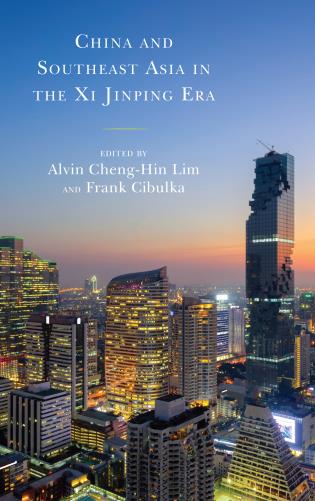 China and
Southeast Asia in
the Xi Jinping Era
edited by
Alvin Cheng-Hin Lim
and Frank Cibulka